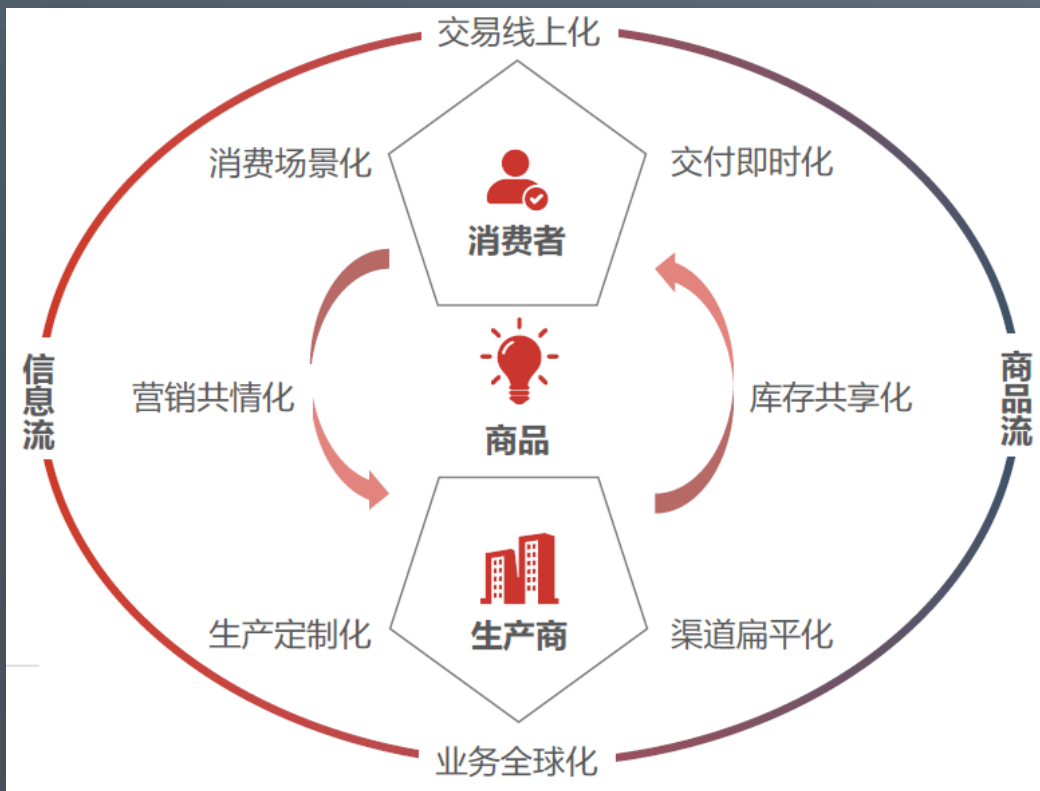 交易线上化
消费场景化
交付即时化
消费者
信息流
商品流
营销共情化
库存共享化
商品
生产定制化
生产商
渠道扁平化
业务全球化